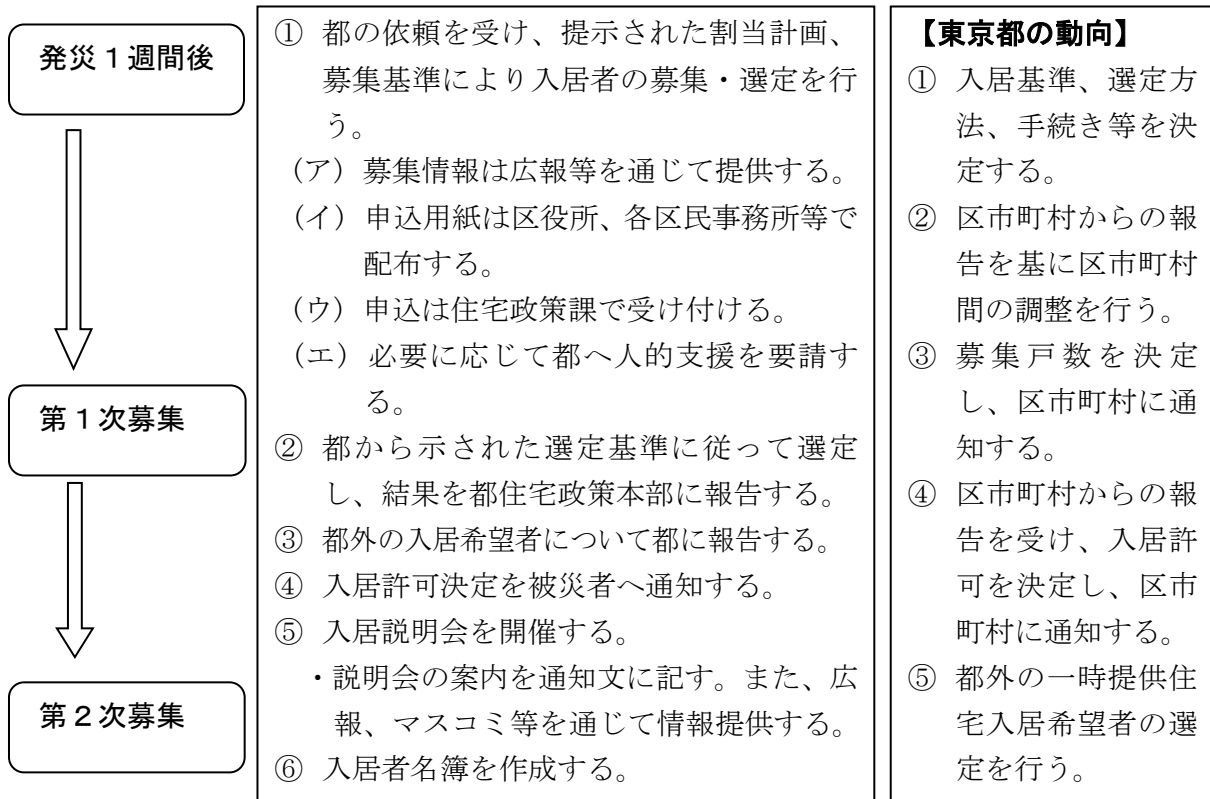 発災１週間後
第１次募集
第２次募集
① 都の依頼を受け、提示された割当計画、
募集基準により入居者の募集・選定を行
う。
（ア）募集情報は広報等を通じて提供する。
（イ）申込用紙は区役所、各区民事務所等で
配布する。
（ウ）申込は住宅政策課で受け付ける。
（エ）必要に応じて都へ人的支援を要請す
る。
② 都から示された選定基準に従って選定
し、結果を都住宅政策本部に報告する。
③ 都外の入居希望者について都に報告する。
④ 入居許可決定を被災者へ通知する。
⑤ 入居説明会を開催する。
・説明会の案内を通知文に記す。また、広
報、マスコミ等を通じて情報提供する。
⑥ 入居者名簿を作成する。
【東京都の動向】
① 入居基準、選定方
法、手続き等を決
定する。
② 区市町村からの報
告を基に区市町村
間の調整を行う。
③ 募集戸数を決定
し、区市町村に通
知する。
④ 区市町村からの報
告を受け、入居許
可を決定し、区市
町村に通知する。
⑤ 都外の一時提供住
宅入居希望者の選
定を行う。